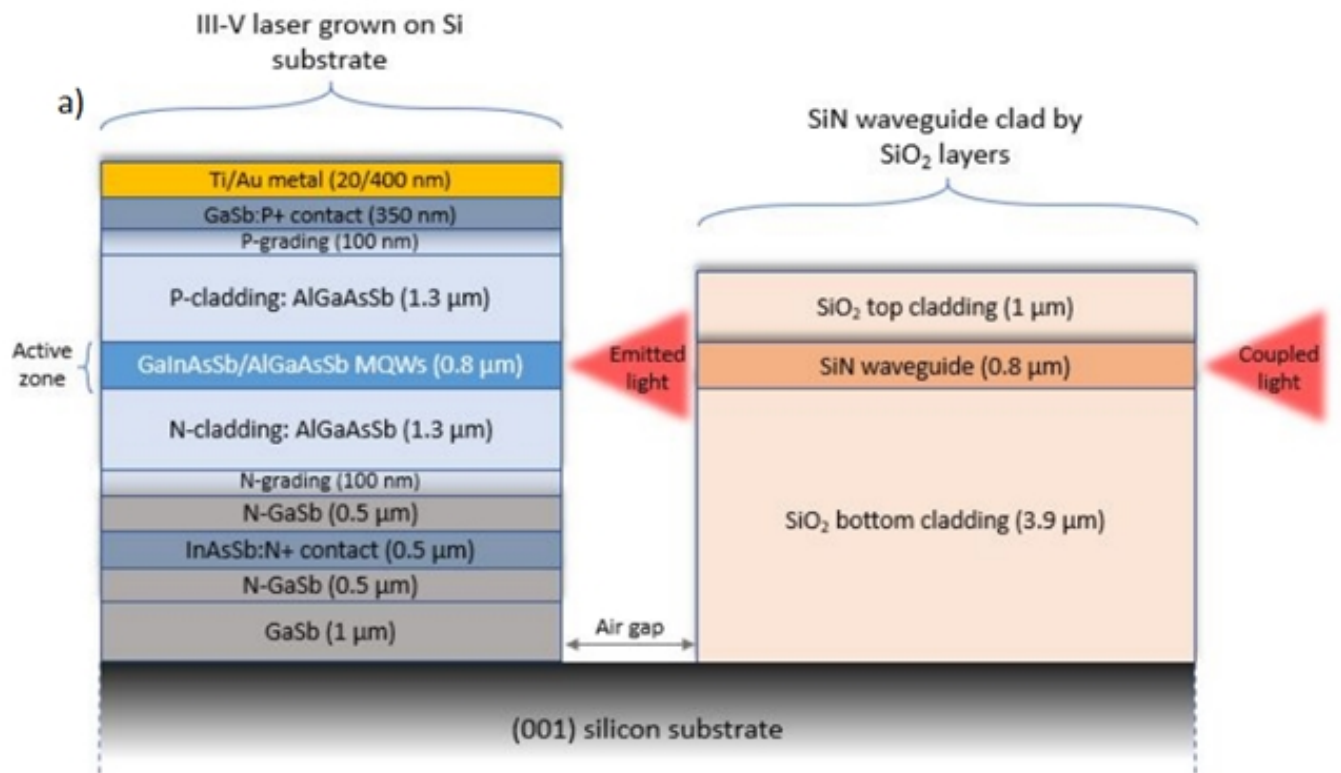 III-V laser grown on Si
substrate
a)
SiN waveguide clad by
SiO₂ layers
Ti/Au metal (20/400 nm)
GaSb:P+ contact (350 nm)
P-grading (100 nm)
P-cladding: AlGaAsSb (1.3 µm)
SiO₂ top cladding (1 µm)
Active
zone
GaInAsSb/AlGaAsSb MQWs (0.8 µm)
Emitted
light
SiN waveguide (0.8 µm)
Coupled
light
N-cladding: AlGaAsSb (1.3 µm)
N-grading (100 nm)
N-GaSb (0.5 µm)
SiO₂ bottom cladding (3.9 µm)
InAsSb:N+ contact (0.5 µm)
N-GaSb (0.5 µm)
GaSb (1 µm)
Air gap
(001) silicon substrate